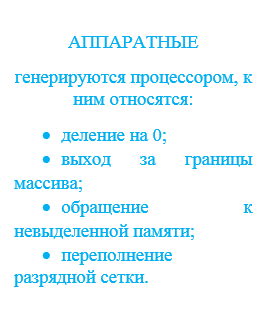 АППАРАТНЫЕ
генерируются процессором, к
ним относятся:
• деление на 0;
• выход за границы
массива;
• обращение к
невыделенной памяти;
• переполнение
разрядной сетки.